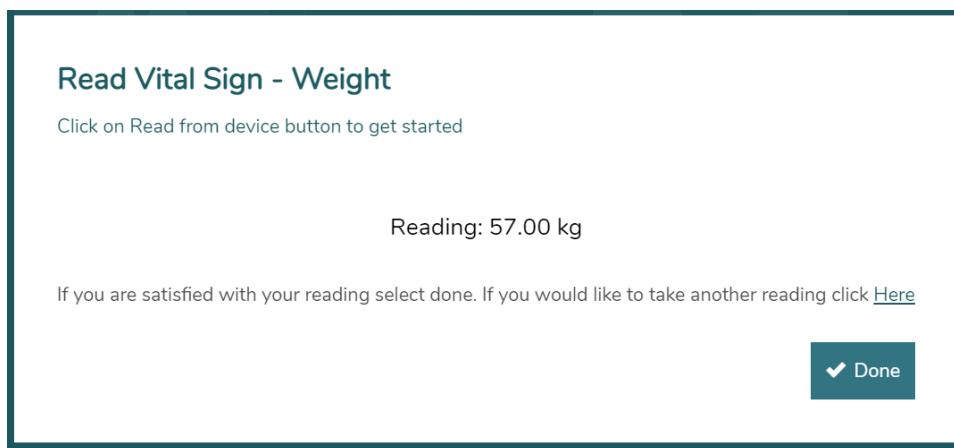 Read Vital Sign - Weight
Click on Read from device button to get started
Reading: 57.00 kg
If you are satisfied with your reading select done. If you would like to take another reading click Here
Done